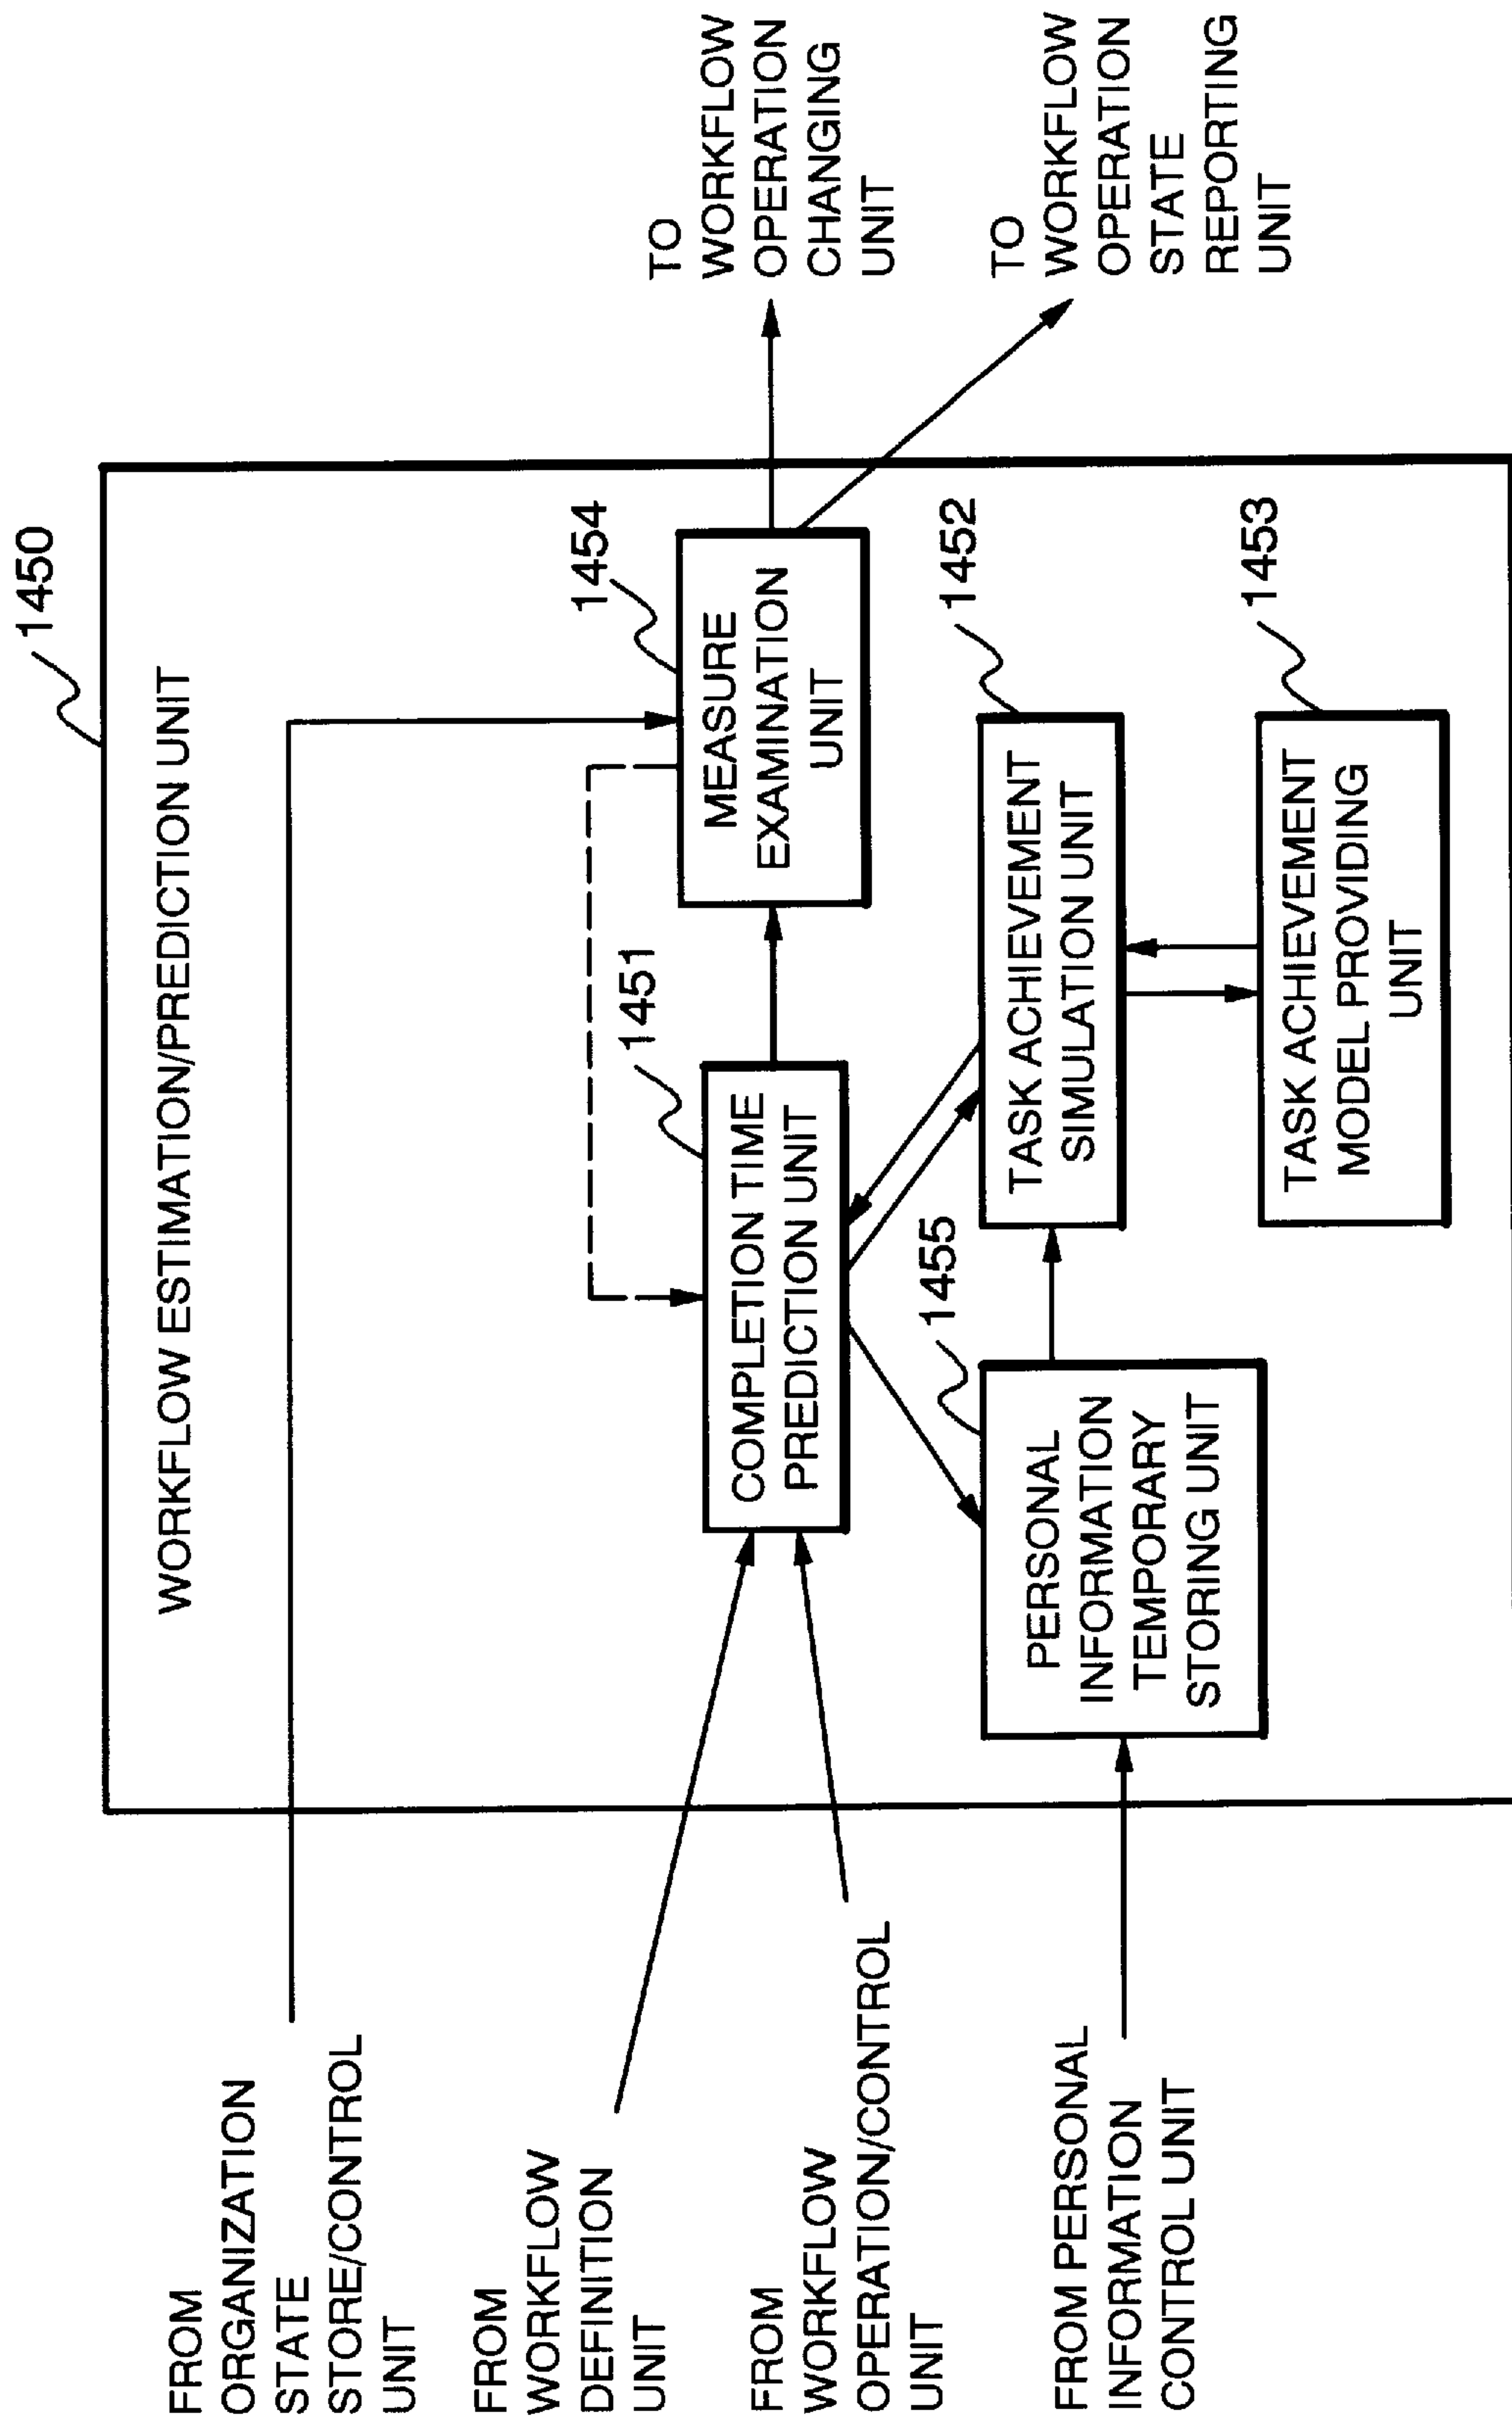 1450
WORKFLOW ESTIMATION/PREDICTION UNIT
FROM
ORGANIZATION
STATE
STORE/CONTROL
UNIT
FROM
WORKFLOW
DEFINITION
UNIT
FROM
WORKFLOW
OPERATION/CONTROL
UNIT
FROM PERSONAL
INFORMATION
CONTROL UNIT
1451
COMPLETION TIME
PREDICTION UNIT
1454
MEASURE
EXAMINATION
UNIT
1455
PERSONAL
INFORMATION
TEMPORARY
STORING UNIT
1452
TASK ACHIEVEMENT
SIMULATION UNIT
1453
TASK ACHIEVEMENT
MODEL PROVIDING
UNIT
TO
WORKFLOW
OPERATION
CHANGING
UNIT
TO
WORKFLOW
OPERATION
STATE
REPORTING
UNIT